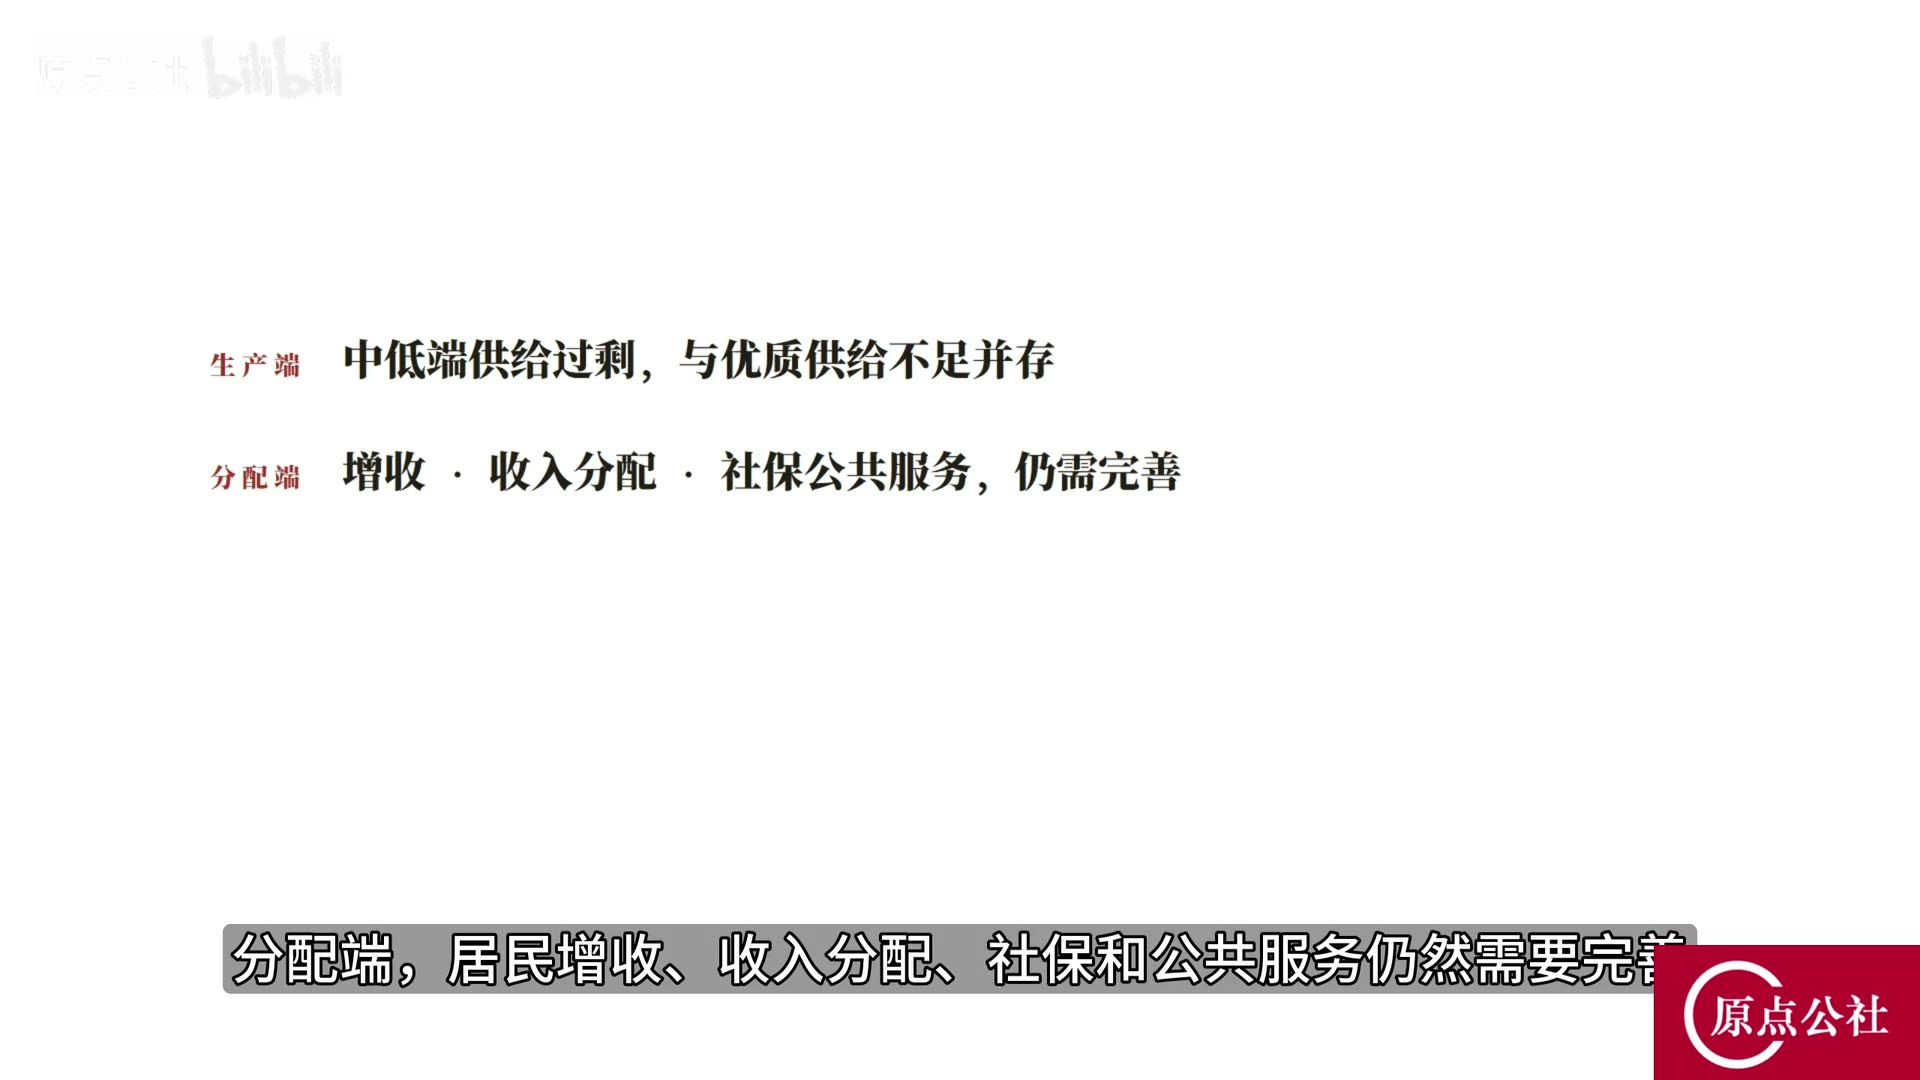 bilibili
生产端 中低端供给过剩，与优质供给不足并存
分配端 增收 · 收入分配 · 社保公共服务，仍需完善
分配端，居民增收、收入分配、社保和公共服务仍然需要完善
原点公社